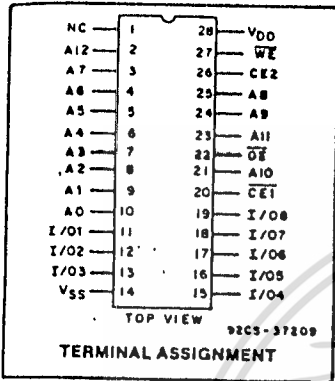 NC 1 28 VDD
A12 2 27 WE
A7 3 26 CE2
A6 4 25 A8
A5 5 24 A9
A4 6 23 A11
A3 7 22 OE
A2 8 21 A10
A1 9 20 CE1
A0 10 19 I/O8
I/O1 11 18 I/O7
I/O2 12 17 I/O6
I/O3 13 16 I/O5
VSS 14 15 I/O4
TOP VIEW
92CS-37209
TERMINAL ASSIGNMENT